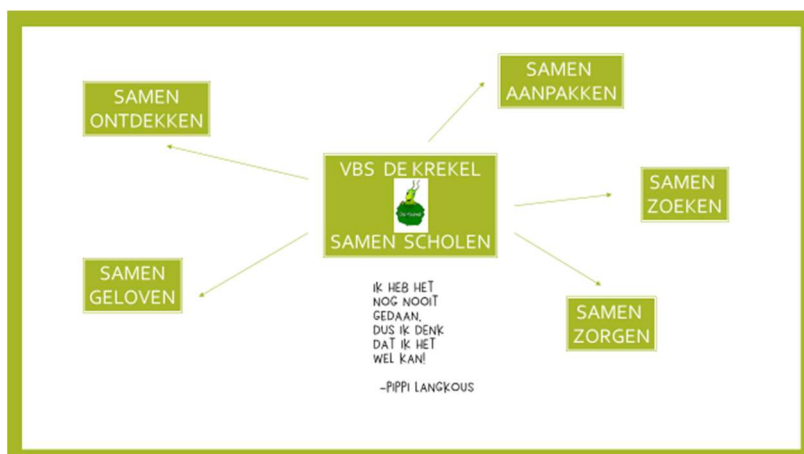 SAMEN
ONTDEKKEN
SAMEN
AANPAKKEN
VBS DE KREKEL
SAMEN SCHOLEN
SAMEN
ZOEKEN
SAMEN
GELOVEN
SAMEN
ZORGEN
IK HEB HET
NOG NOOIT
GEDAAN,
DUS IK DENK
DAT IK HET
WEL KAN!
-PIPPI LANGKOUS